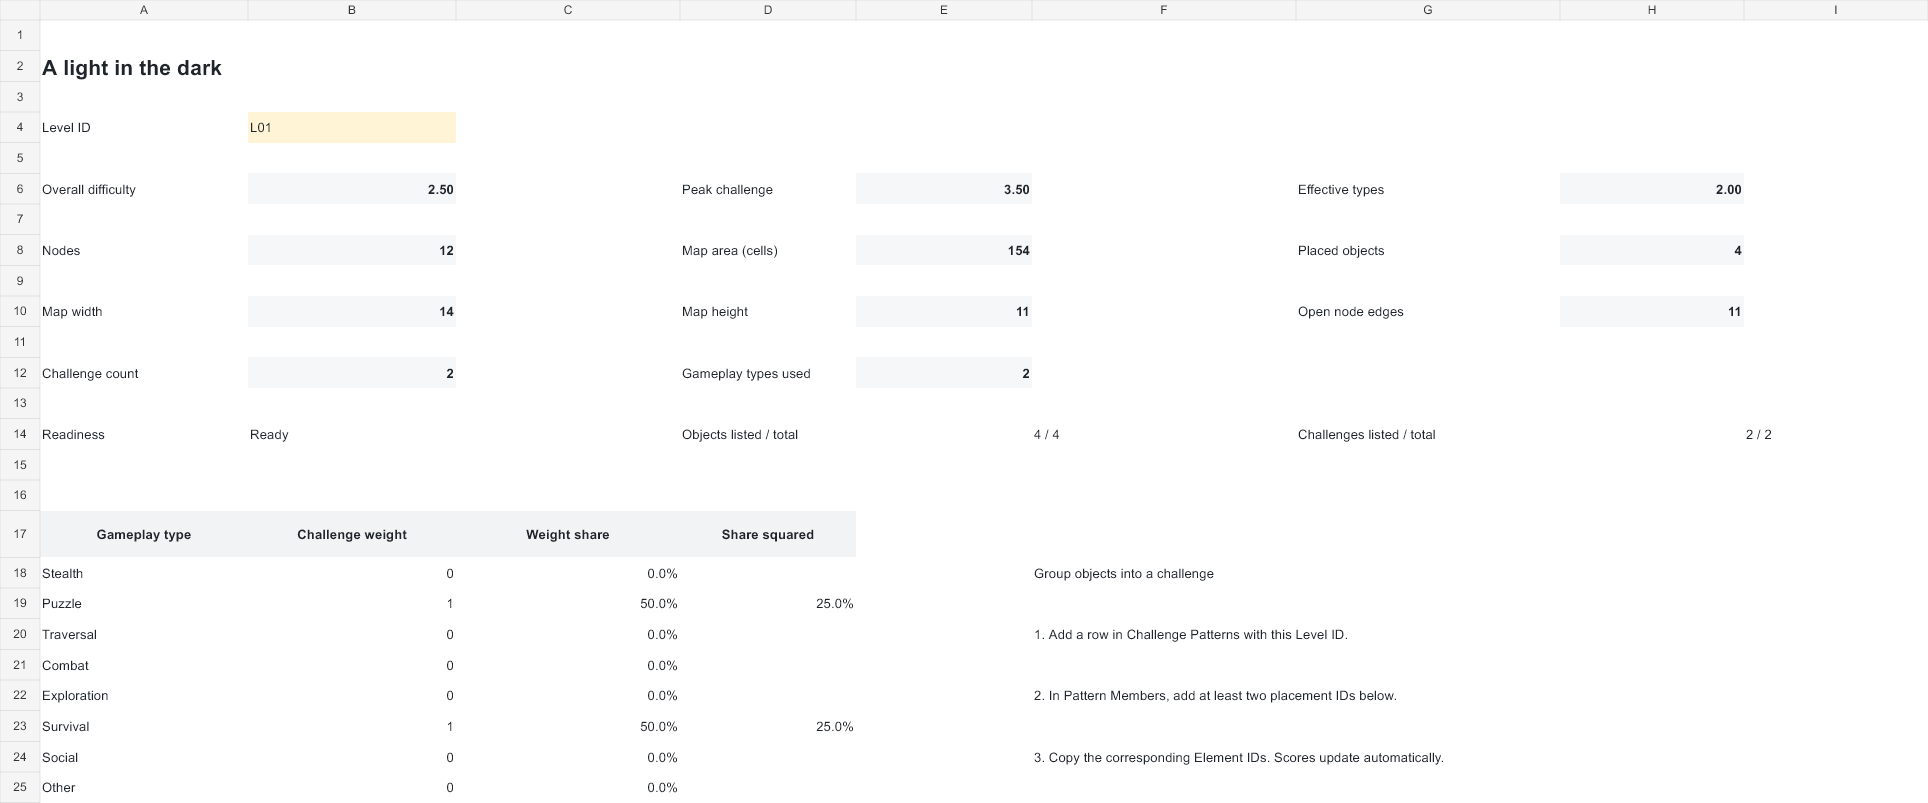 A B C D E F G H I
1
2 A light in the dark
3
4 Level ID L01
5
6 Overall difficulty 2.50 Peak challenge 3.50 Effective types 2.00
7
8 Nodes 12 Map area (cells) 154 Placed objects 4
9
10 Map width 14 Map height 11 Open node edges 11
11
12 Challenge count 2 Gameplay types used 2
13
14 Readiness Ready Objects listed / total 4 / 4 Challenges listed / total 2 / 2
15
16
17 Gameplay type Challenge weight Weight share Share squared
18 Stealth 0 0.0% Group objects into a challenge
19 Puzzle 1 50.0% 25.0%
20 Traversal 0 0.0% 1. Add a row in Challenge Patterns with this Level ID.
21 Combat 0 0.0%
22 Exploration 0 0.0% 2. In Pattern Members, add at least two placement IDs below.
23 Survival 1 50.0% 25.0%
24 Social 0 0.0% 3. Copy the corresponding Element IDs. Scores update automatically.
25 Other 0 0.0%